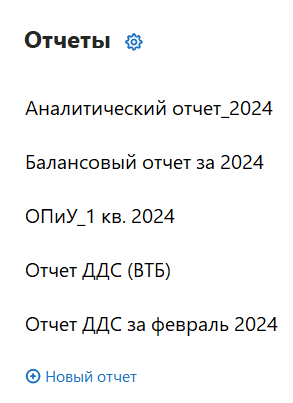 Отчеты
Аналитический отчет_2024
Балансовый отчет за 2024
ОПиУ_1 кв. 2024
Отчет ДДС (ВТБ)
Отчет ДДС за февраль 2024
Новый отчет